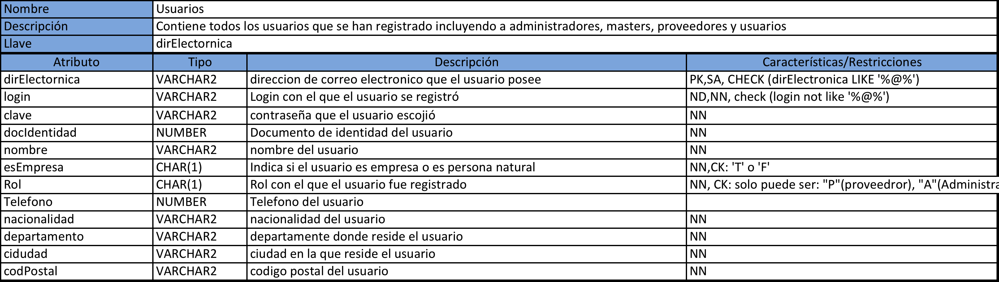 Nombre Usuarios
Descripción Contiene todos los usuarios que se han registrado incluyendo a administradores, masters, proveedores y usuarios
Llave dirElectornica
Atributo Tipo Descripción Características/Restricciones
dirElectornica VARCHAR2 direccion de correo electronico que el usuario posee PK,SA, CHECK (dirElectronica LIKE '%@%')
login VARCHAR2 Login con el que el usuario se registró ND,NN, check (login not like '%@%')
clave VARCHAR2 contraseña que el usuario escojió NN
docIdentidad NUMBER Documento de identidad del usuario NN
nombre VARCHAR2 nombre del usuario NN
esEmpresa CHAR(1) Indica si el usuario es empresa o es persona natural NN,CK: 'T' o 'F'
Rol CHAR(1) Rol con el que el usuario fue registrado NN, CK: solo puede ser: "P"(proveedror), "A"(Administra
Telefono NUMBER Telefono del usuario
nacionalidad VARCHAR2 nacionalidad del usuario NN
departamento VARCHAR2 departamente donde reside el usuario NN
cidudad VARCHAR2 ciudad en la que reside el usuario NN
codPostal VARCHAR2 codigo postal del usuario NN